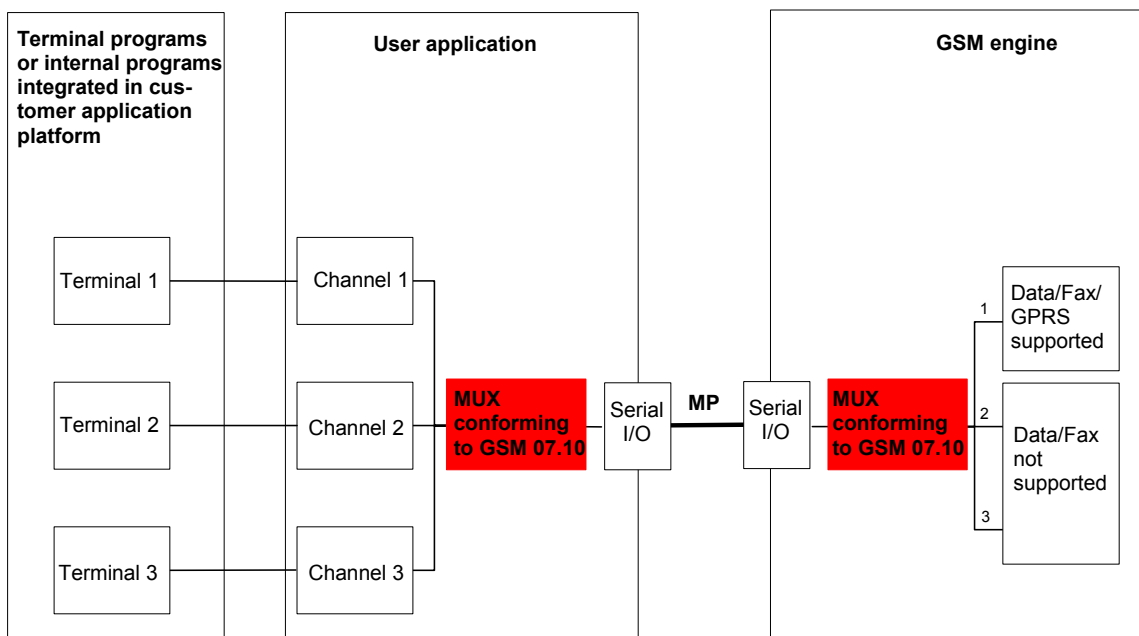 Terminal programs
or internal programs
integrated in cus-
tomer application
platform
User application
GSM engine
Terminal 1
Channel 1
Terminal 2
Channel 2
Terminal 3
Channel 3
MUX
conforming
to GSM 07.10
Serial
I/O
MP
Serial
I/O
MUX
conforming
to GSM 07.10
1
2
3
Data/Fax/
GPRS
supported
Data/Fax
not
supported